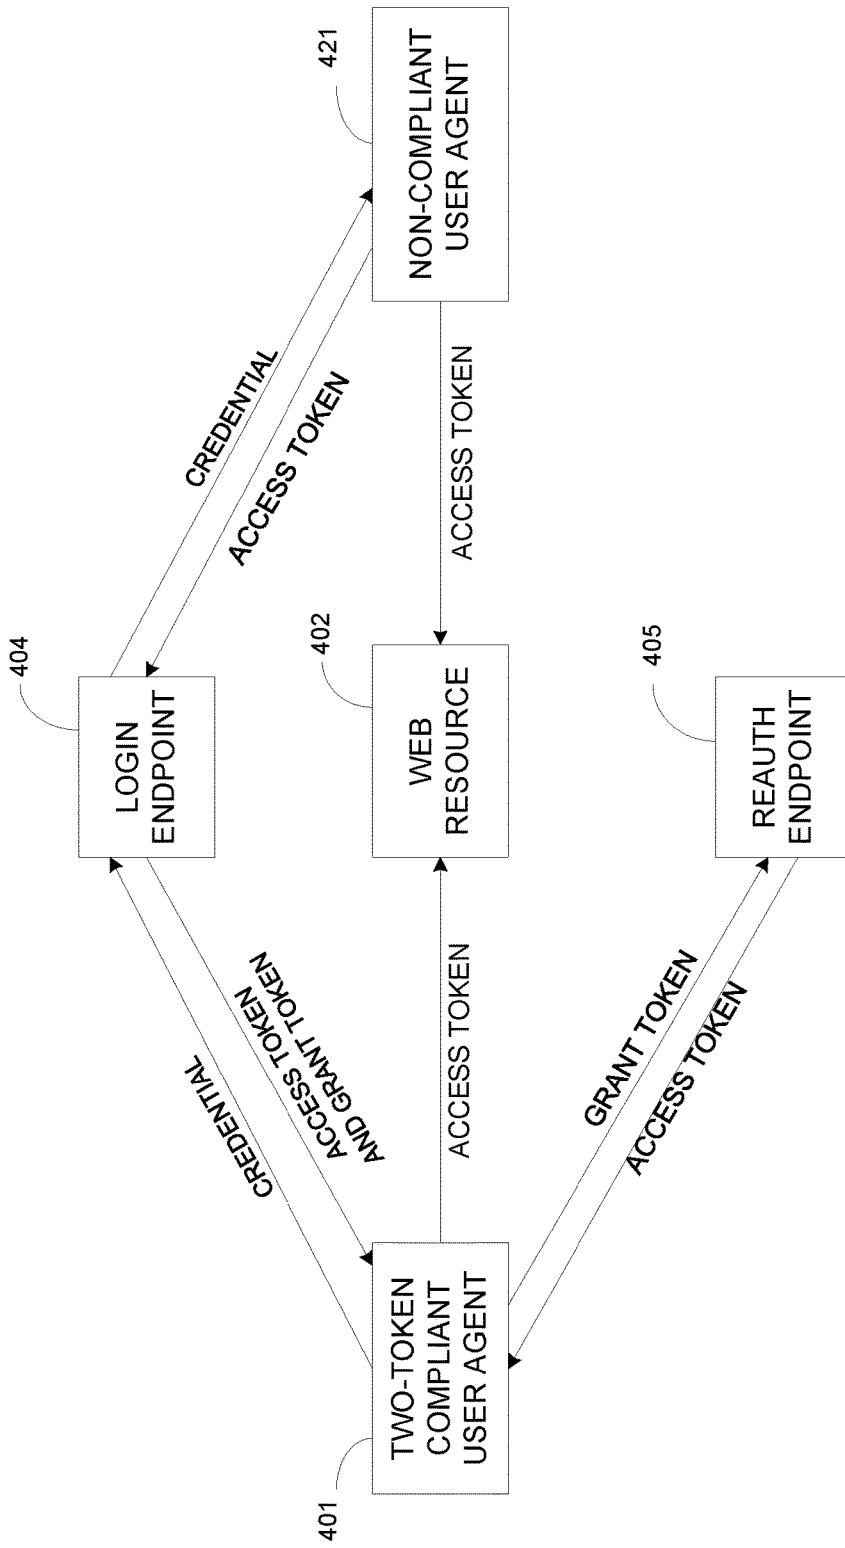 404
LOGIN
ENDPOINT
CREDENTIAL
ACCESS TOKEN
AND GRANT TOKEN
CREDENTIAL
ACCESS TOKEN
401
TWO-TOKEN
COMPLIANT
USER AGENT
ACCESS TOKEN
402
WEB
RESOURCE
ACCESS TOKEN
421
NON-COMPLIANT
USER AGENT
GRANT TOKEN
ACCESS TOKEN
405
REAUTH
ENDPOINT